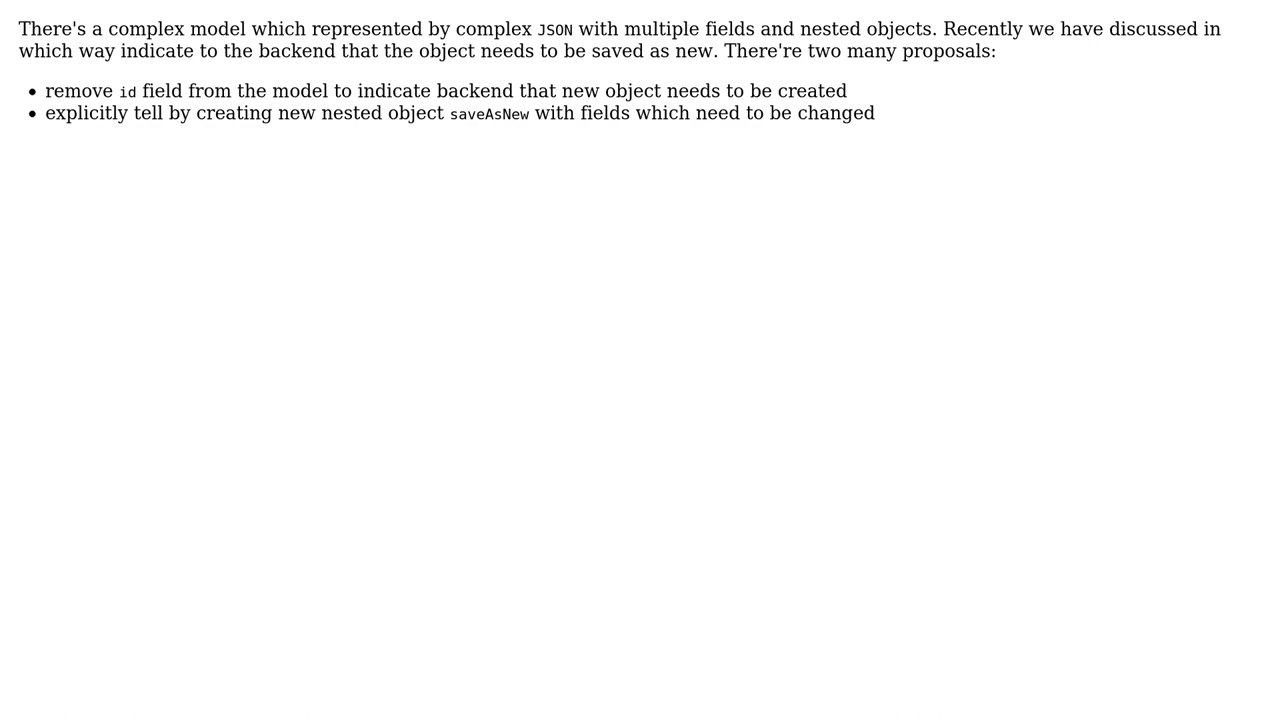 There's a complex model which represented by complex JSON with multiple fields and nested objects. Recently we have discussed in
which way indicate to the backend that the object needs to be saved as new. There're two many proposals:
• remove id field from the model to indicate backend that new object needs to be created
• explicitly tell by creating new nested object saveAsNew with fields which need to be changed